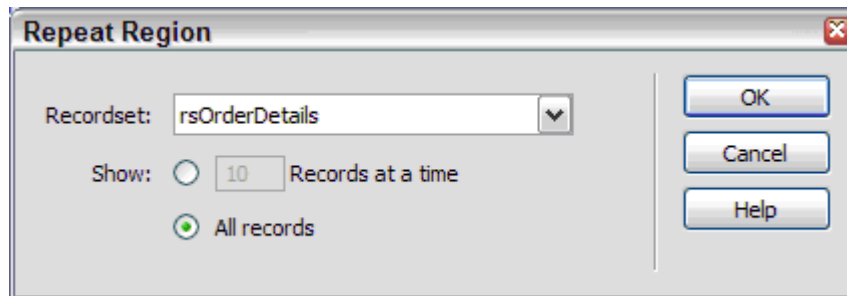 Repeat Region
Recordset: rsOrderDetails
Show: 10 Records at a time
All records
OK
Cancel
Help